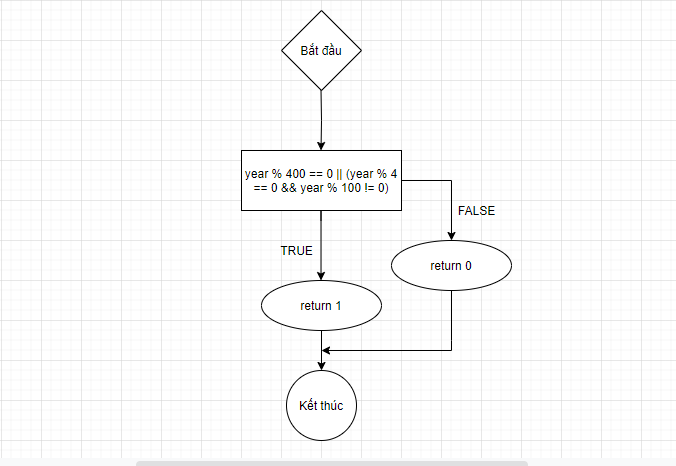 Bắt đầu
year % 400 == 0 || (year % 4
== 0 && year % 100 != 0)
FALSE
TRUE
return 0
return 1
Kết thúc